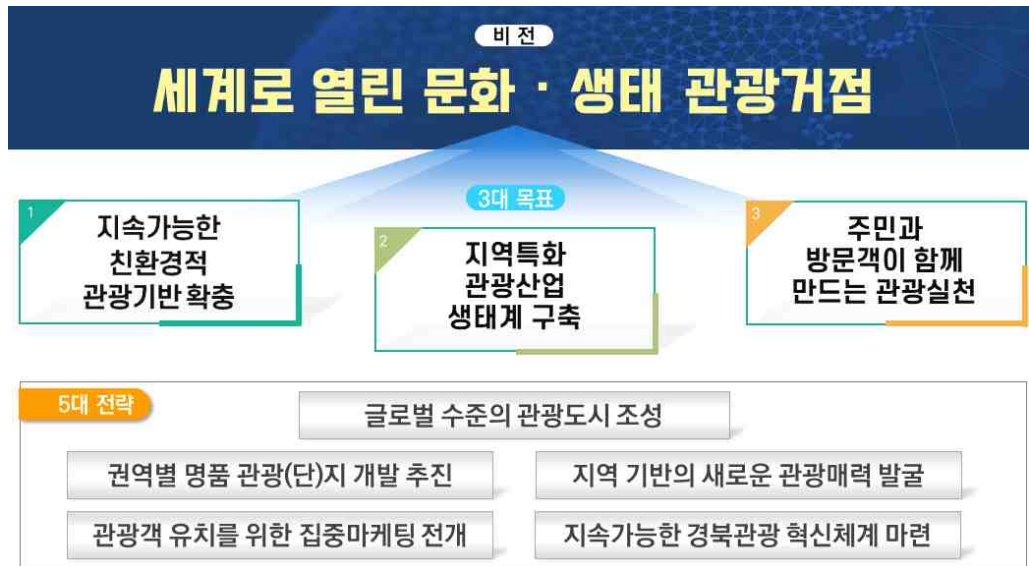 비 전
세계로 열린 문화 · 생태 관광거점
3대 목표
1
지속가능한
친환경적
관광기반 확충
2
지역특화
관광산업
생태계 구축
3
주민과
방문객이 함께
만드는 관광실천
5대 전략
글로벌 수준의 관광도시 조성
권역별 명품 관광(단)지 개발 추진
지역 기반의 새로운 관광매력 발굴
관광객 유치를 위한 집중마케팅 전개
지속가능한 경북관광 혁신체계 마련